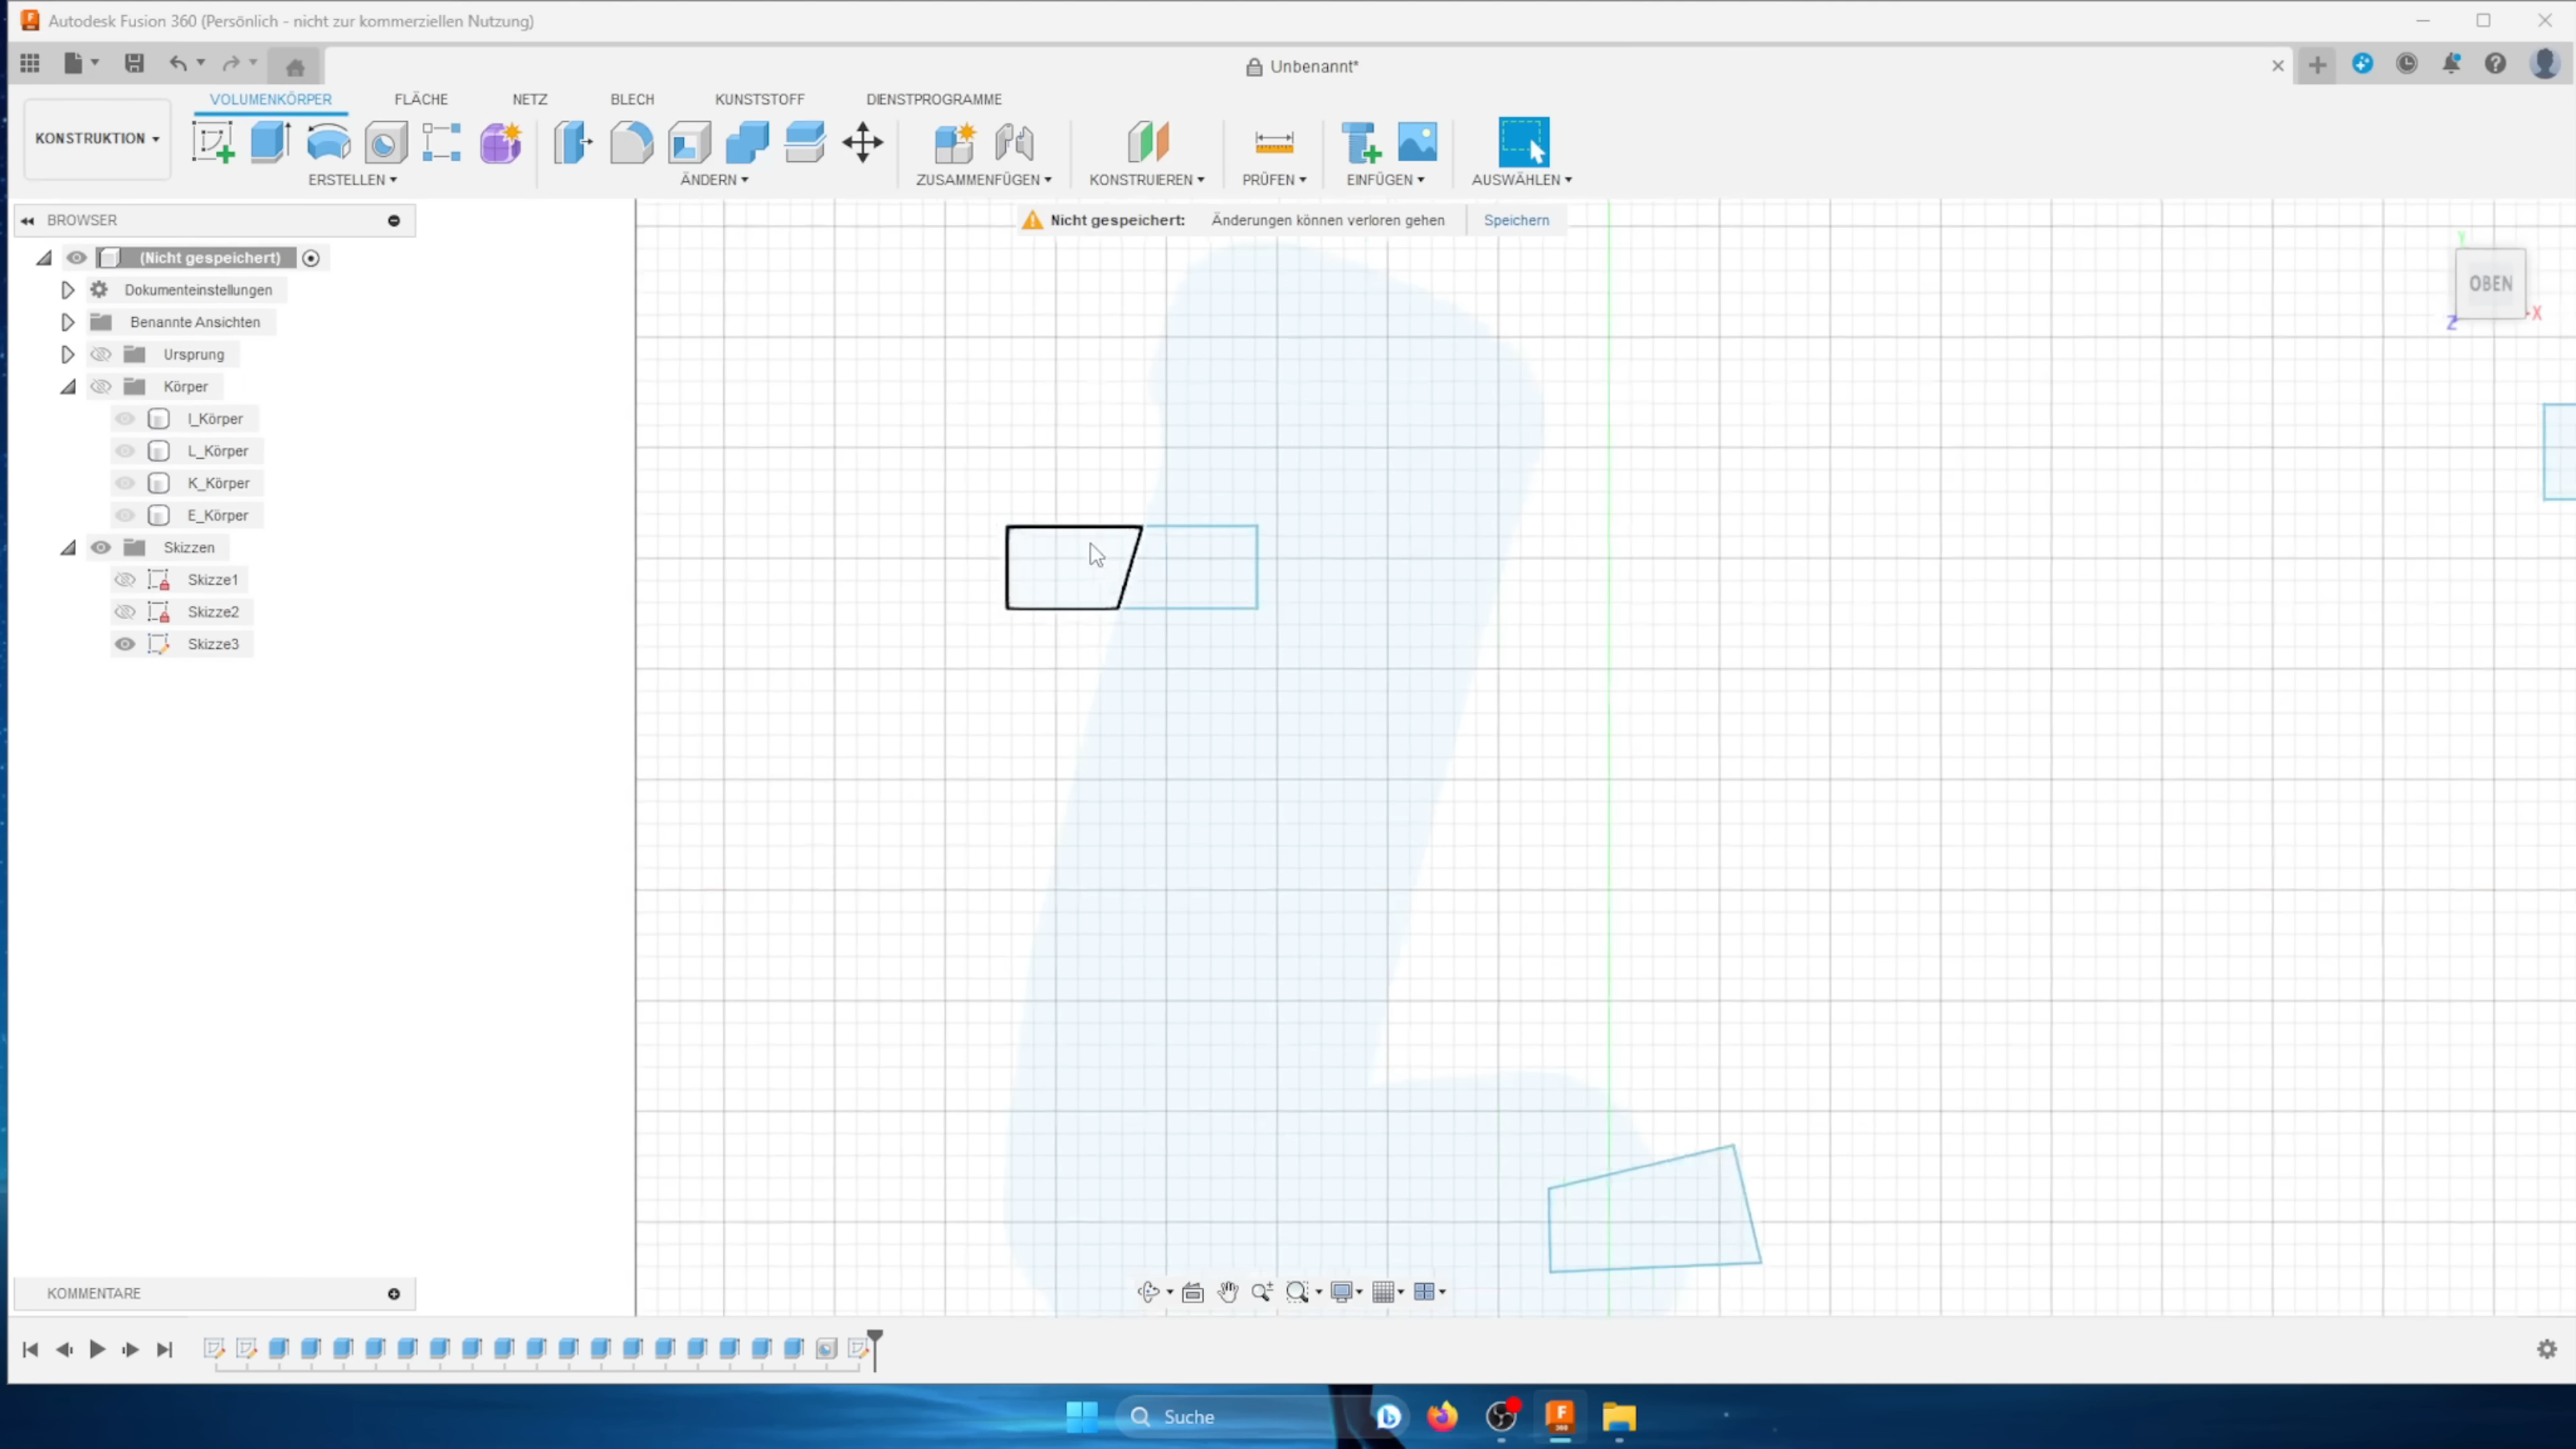 Autodesk Fusion 360 (Persönlich - nicht zur kommerziellen Nutzung)
Unbenannt*
VOLUMENKÖRPER FLÄCHE NETZ BLECH KUNSTSTOFF DIENSTPROGRAMME
KONSTRUKTION
ERSTELLEN ÄNDERN ZUSAMMENFÜGEN KONSTRUIEREN PRÜFEN EINFÜGEN AUSWÄHLEN
BROWSER
Nicht gespeichert: Änderungen können verloren gehen Speichern
(Nicht gespeichert)
Dokumenteinstellungen
Benannte Ansichten
Ursprung
Körper
I_Körper
L_Körper
K_Körper
E_Körper
Skizzen
Skizze1
Skizze2
Skizze3
Y
OBEN
X
Z
KOMMENTARE
Suche
F
360